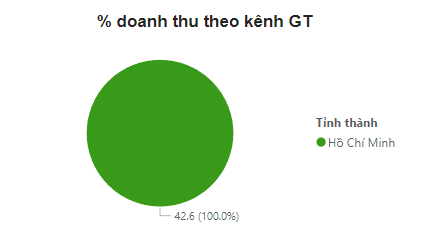 % doanh thu theo kênh GT
Tỉnh thành
Hồ Chí Minh
42.6 (100.0%)